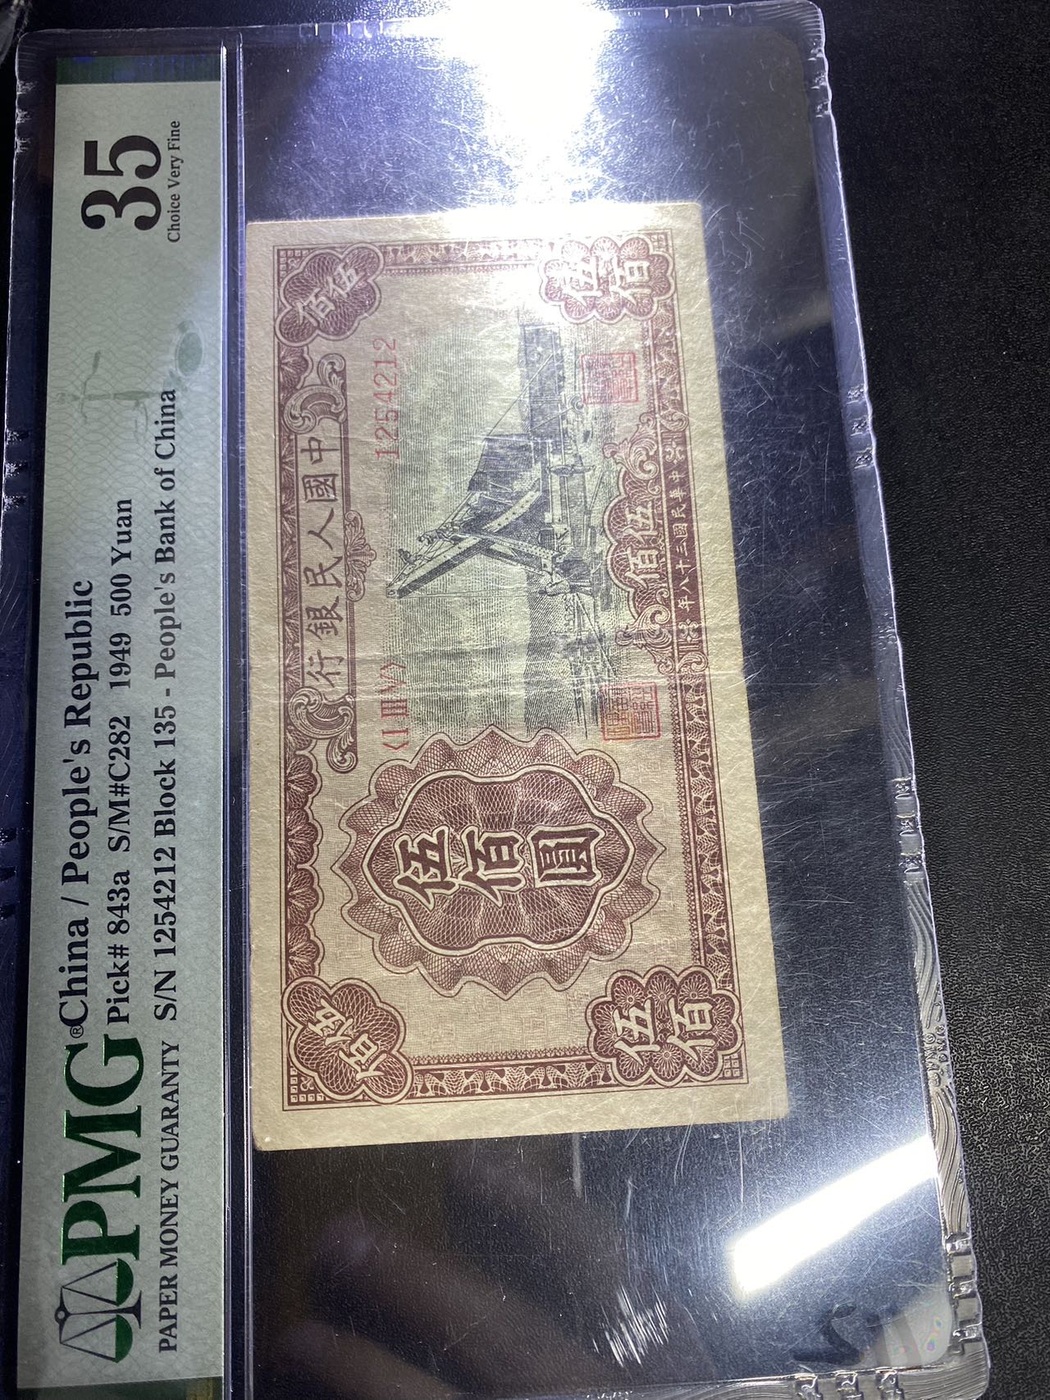 PMG®
PAPER MONEY GUARANTY
China / People's Republic
Pick# 843a S/M#C282 1949 500 Yuan
S/N 1254212 Block 135 - People's Bank of China
35
Choice Very Fine
伍佰
中國人民銀行
伍佰
〈I III V〉
1254212
伍佰圓
伍佰
伍佰
伍佰
中華民國三十八年